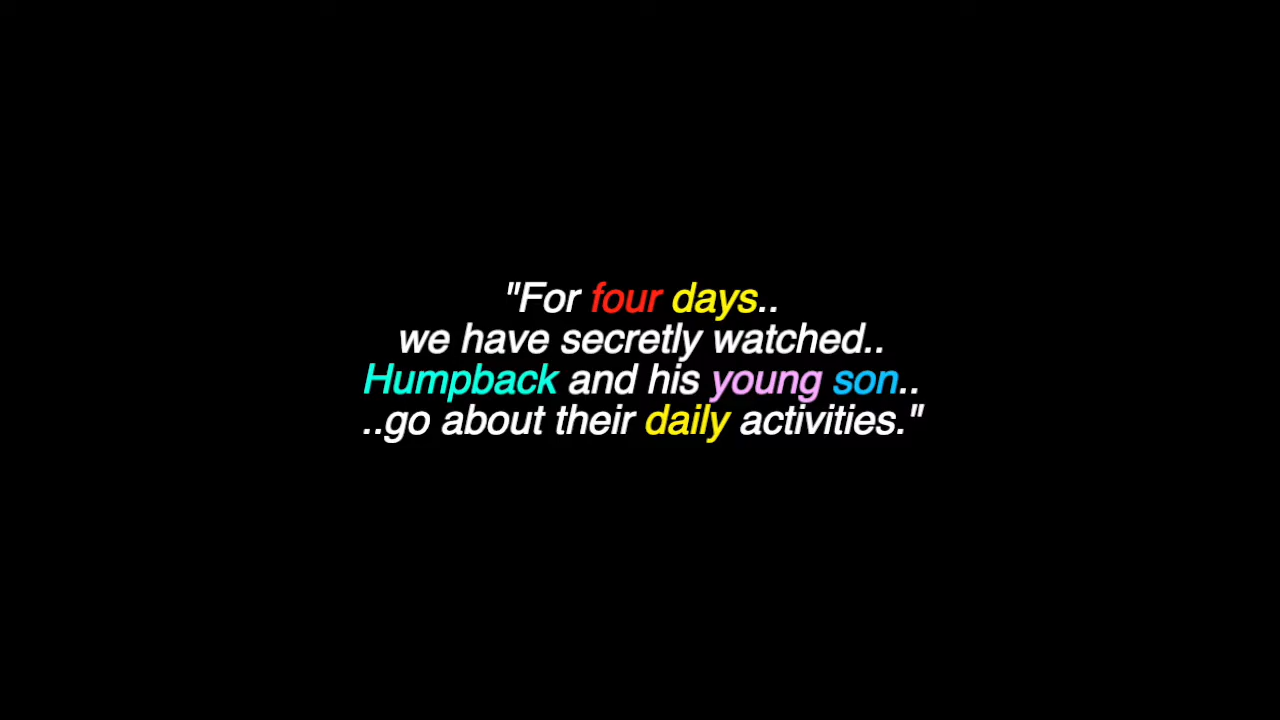 "For four days..
we have secretly watched..
Humpback and his young son..
..go about their daily activities."